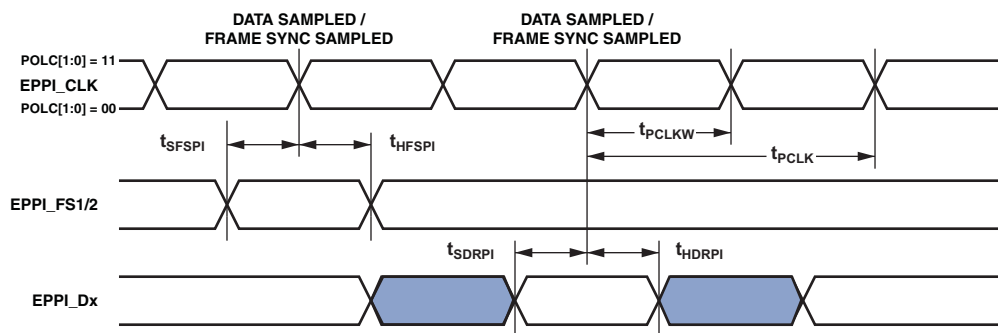 DATA SAMPLED /
FRAME SYNC SAMPLED
DATA SAMPLED /
FRAME SYNC SAMPLED
POLC[1:0] = 11
EPPI_CLK
POLC[1:0] = 00
tPCLKW
tSFSPI
tHFSPI
tPCLK
EPPI_FS1/2
tSDRPI
tHDRPI
EPPI_Dx